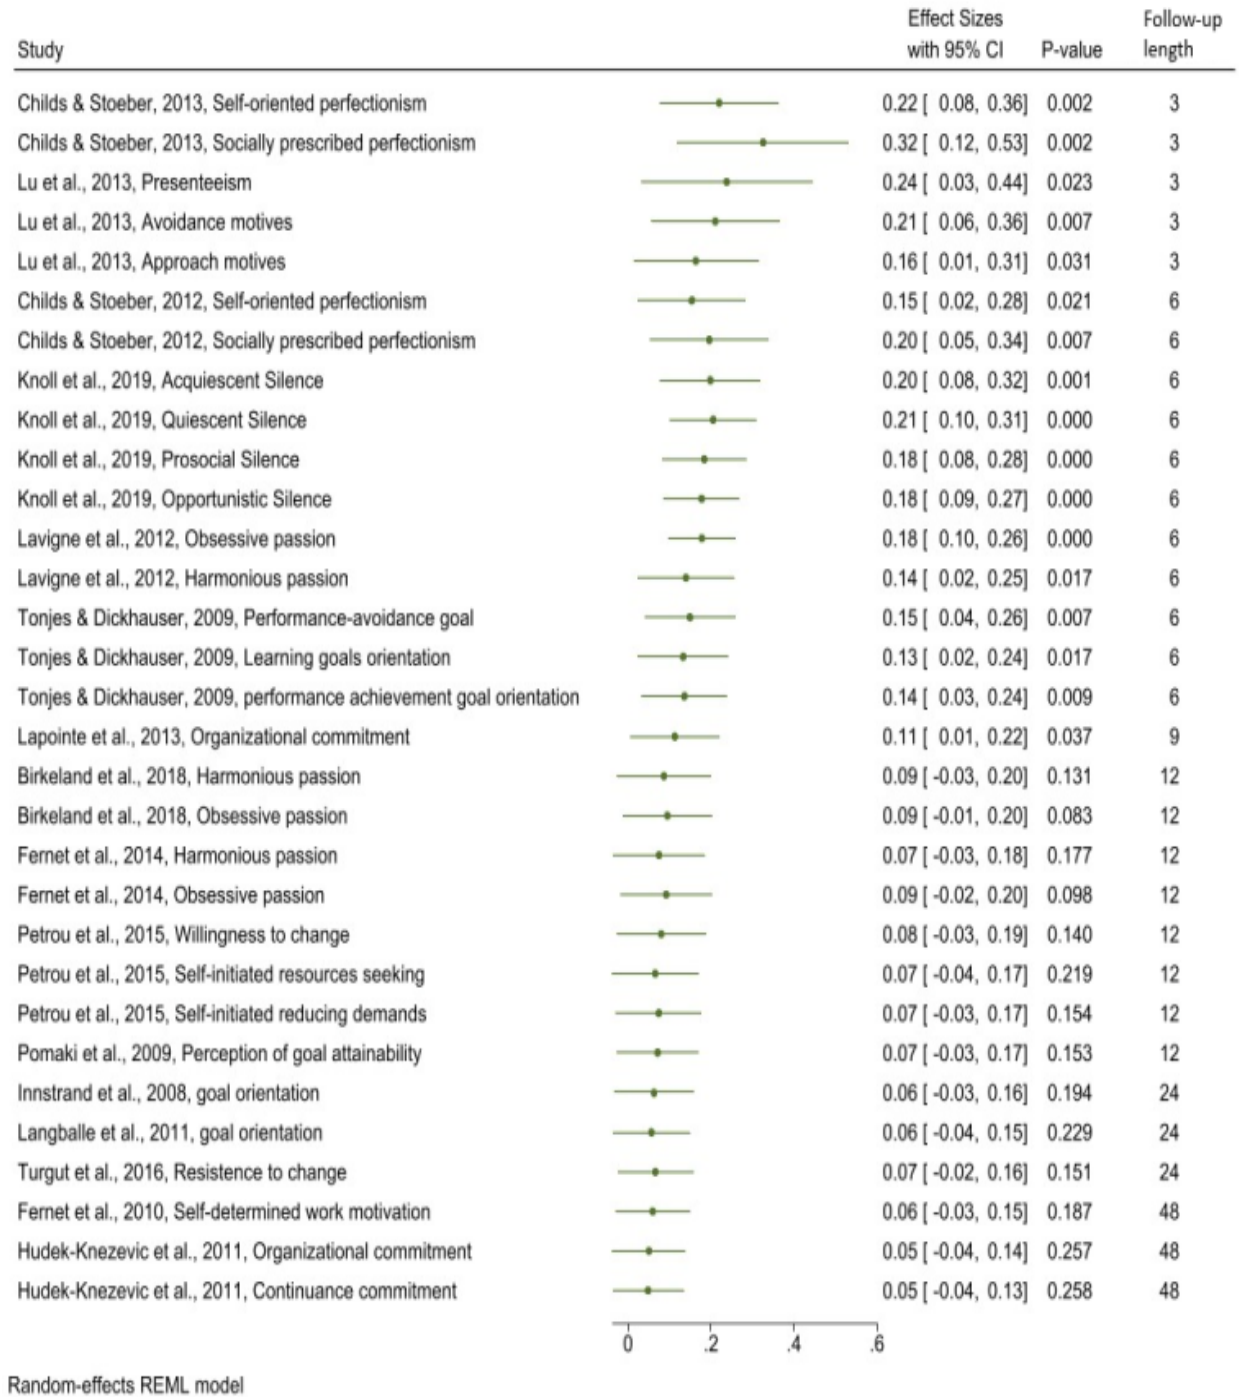 Effect Sizes Follow-up
Study with 95% CI P-value length
Childs & Stoeber, 2013, Self-oriented perfectionism 0.22 [ 0.08, 0.36] 0.002 3
Childs & Stoeber, 2013, Socially prescribed perfectionism 0.32 [ 0.12, 0.53] 0.002 3
Lu et al., 2013, Presenteeism 0.24 [ 0.03, 0.44] 0.023 3
Lu et al., 2013, Avoidance motives 0.21 [ 0.06, 0.36] 0.007 3
Lu et al., 2013, Approach motives 0.16 [ 0.01, 0.31] 0.031 3
Childs & Stoeber, 2012, Self-oriented perfectionism 0.15 [ 0.02, 0.28] 0.021 6
Childs & Stoeber, 2012, Socially prescribed perfectionism 0.20 [ 0.05, 0.34] 0.007 6
Knoll et al., 2019, Acquiescent Silence 0.20 [ 0.08, 0.32] 0.001 6
Knoll et al., 2019, Quiescent Silence 0.21 [ 0.10, 0.31] 0.000 6
Knoll et al., 2019, Prosocial Silence 0.18 [ 0.08, 0.28] 0.000 6
Knoll et al., 2019, Opportunistic Silence 0.18 [ 0.09, 0.27] 0.000 6
Lavigne et al., 2012, Obsessive passion 0.18 [ 0.10, 0.26] 0.000 6
Lavigne et al., 2012, Harmonious passion 0.14 [ 0.02, 0.25] 0.017 6
Tonjes & Dickhauser, 2009, Performance-avoidance goal 0.15 [ 0.04, 0.26] 0.007 6
Tonjes & Dickhauser, 2009, Learning goals orientation 0.13 [ 0.02, 0.24] 0.017 6
Tonjes & Dickhauser, 2009, performance achievement goal orientation 0.14 [ 0.03, 0.24] 0.009 6
Lapointe et al., 2013, Organizational commitment 0.11 [ 0.01, 0.22] 0.037 9
Birkeland et al., 2018, Harmonious passion 0.09 [ -0.03, 0.20] 0.131 12
Birkeland et al., 2018, Obsessive passion 0.09 [ -0.01, 0.20] 0.083 12
Fernet et al., 2014, Harmonious passion 0.07 [ -0.03, 0.18] 0.177 12
Fernet et al., 2014, Obsessive passion 0.09 [ -0.02, 0.20] 0.098 12
Petrou et al., 2015, Willingness to change 0.08 [ -0.03, 0.19] 0.140 12
Petrou et al., 2015, Self-initiated resources seeking 0.07 [ -0.04, 0.17] 0.219 12
Petrou et al., 2015, Self-initiated reducing demands 0.07 [ -0.03, 0.17] 0.154 12
Pomaki et al., 2009, Perception of goal attainability 0.07 [ -0.03, 0.17] 0.153 12
Innstrand et al., 2008, goal orientation 0.06 [ -0.03, 0.16] 0.194 24
Langballe et al., 2011, goal orientation 0.06 [ -0.04, 0.15] 0.229 24
Turgut et al., 2016, Resistence to change 0.07 [ -0.02, 0.16] 0.151 24
Fernet et al., 2010, Self-determined work motivation 0.06 [ -0.03, 0.15] 0.187 48
Hudek-Knezevic et al., 2011, Organizational commitment 0.05 [ -0.04, 0.14] 0.257 48
Hudek-Knezevic et al., 2011, Continuance commitment 0.05 [ -0.04, 0.13] 0.258 48
0 .2 .4 .6
Random-effects REML model